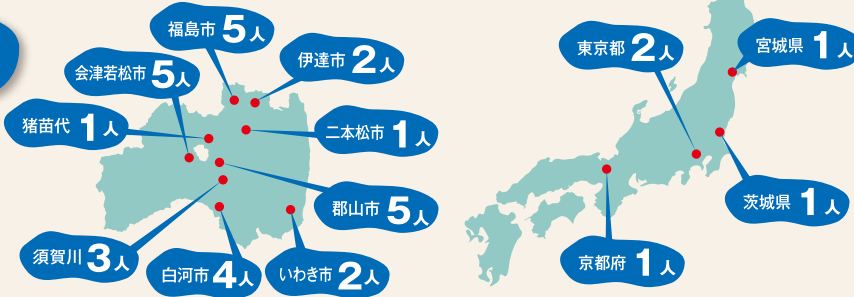 福島市 5人
伊達市 2人
会津若松市 5人
猪苗代 1人
二本松市 1人
郡山市 5人
須賀川 3人
白河市 4人
いわき市 2人
東京都 2人
宮城県 1人
茨城県 1人
京都府 1人